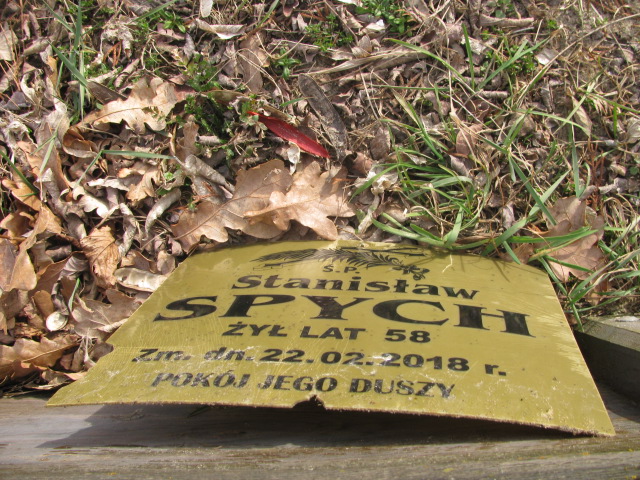 Ś.P.
Stanisław
SPYCH
ŻYŁ LAT 58
Zm. dn. 22.02.2018 r.
POKÓJ JEGO DUSZY